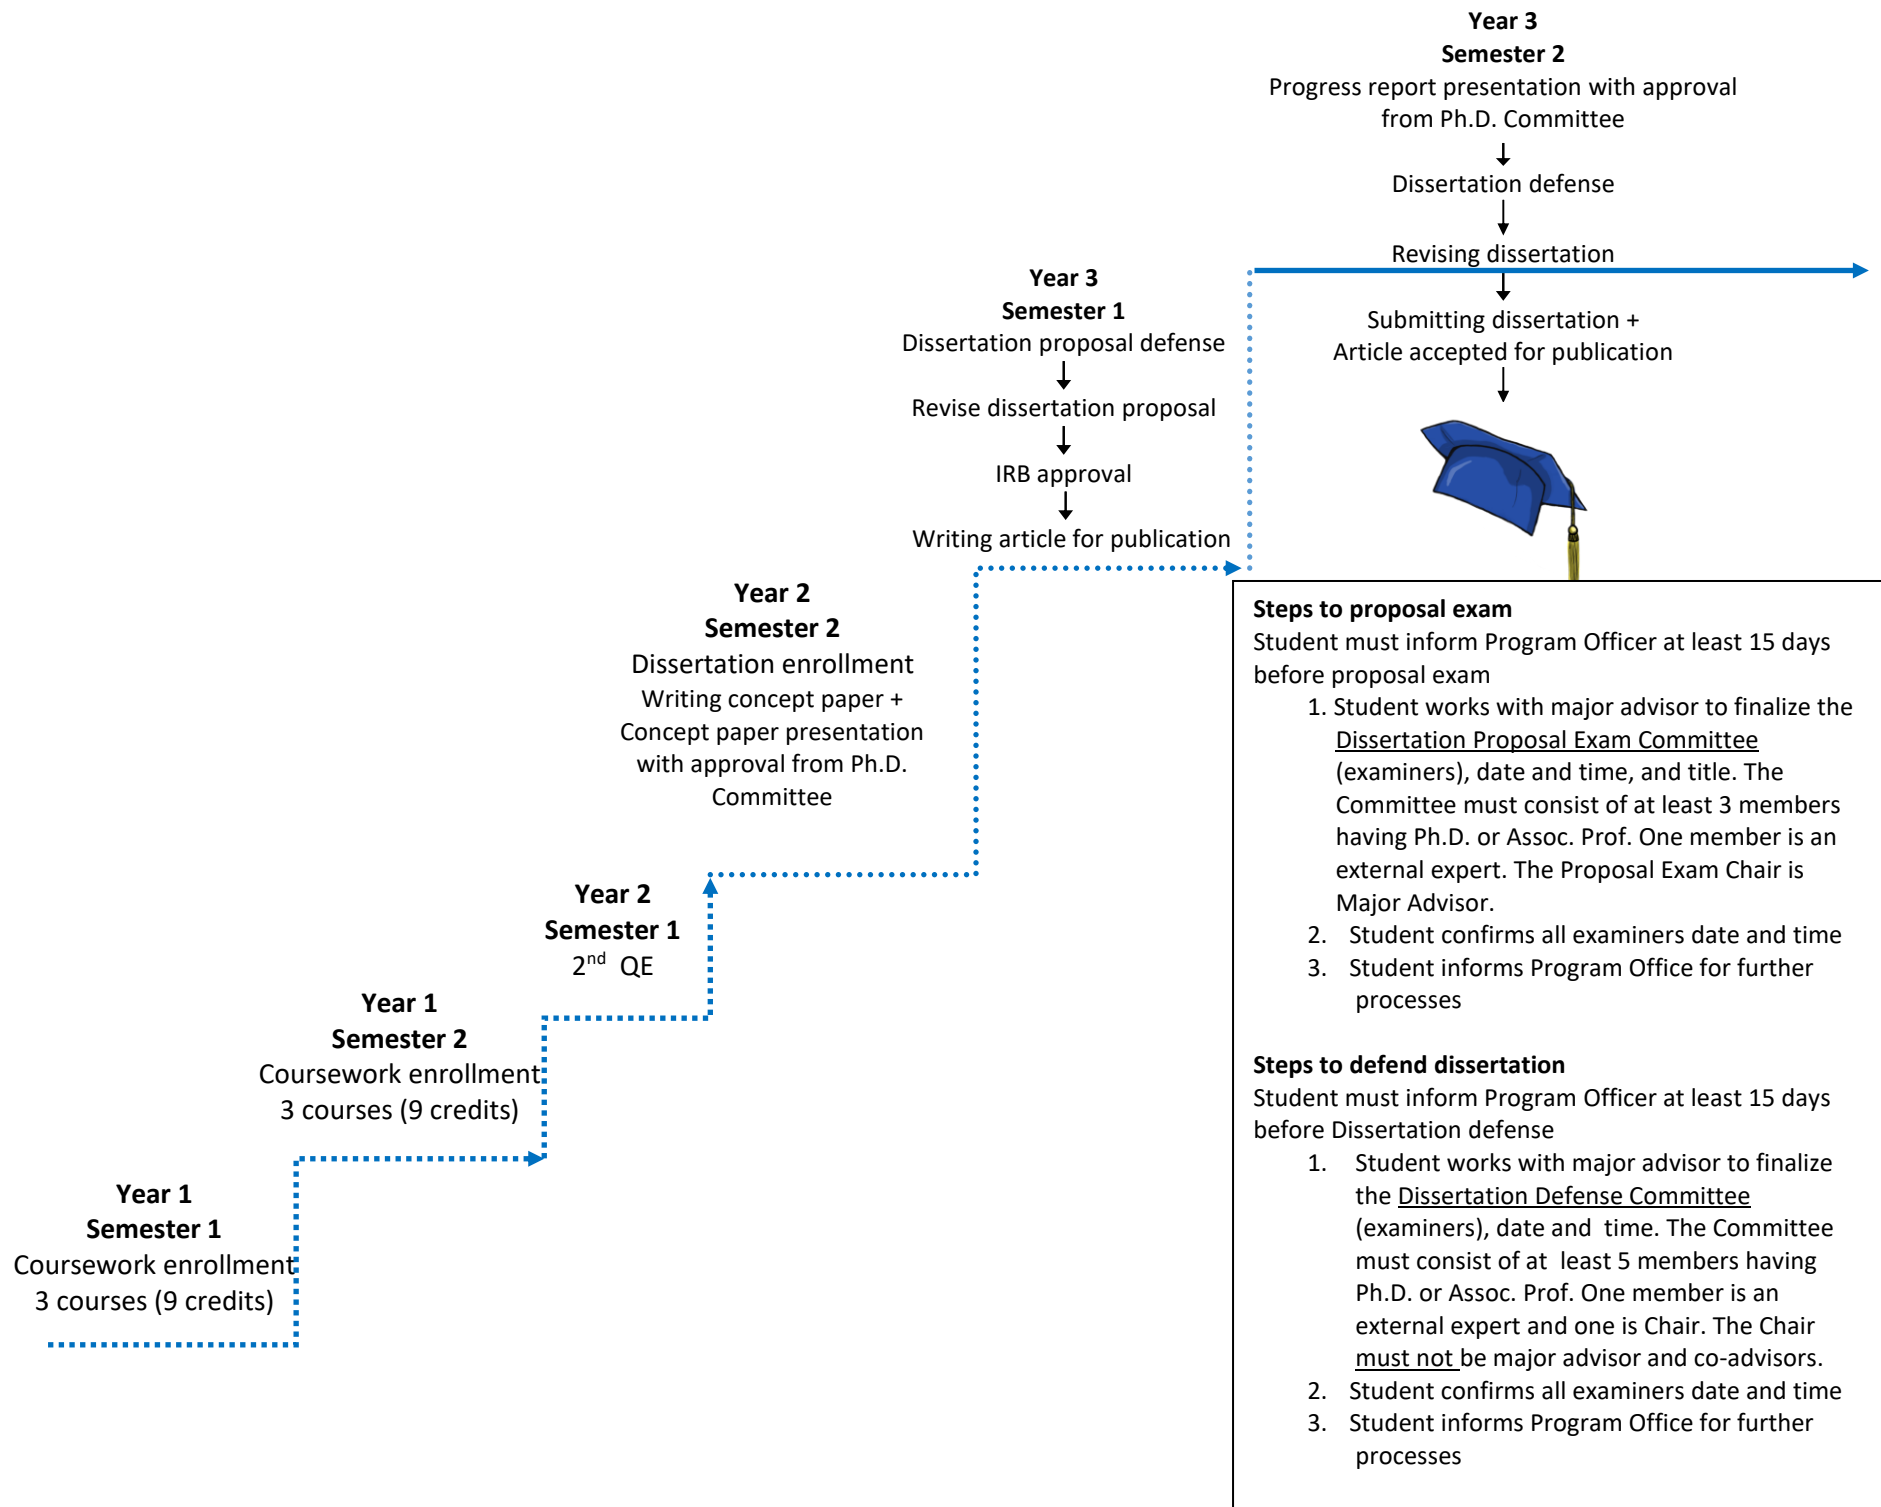 Year 3
Semester 2
Progress report presentation with approval
from Ph.D. Committee
Dissertation defense
Revising dissertation
Submitting dissertation +
Article accepted for publication
Year 3
Semester 1
Dissertation proposal defense
Revise dissertation proposal
IRB approval
Writing article for publication
Year 2
Semester 2
Dissertation enrollment
Writing concept paper +
Concept paper presentation
with approval from Ph.D.
Committee
Year 2
Semester 1
2nd QE
Year 1
Semester 2
Coursework enrollment
3 courses (9 credits)
Year 1
Semester 1
Coursework enrollment
3 courses (9 credits)
Steps to proposal exam
Student must inform Program Officer at least 15 days
before proposal exam
1. Student works with major advisor to finalize the
Dissertation Proposal Exam Committee
(examiners), date and time, and title. The
Committee must consist of at least 3 members
having Ph.D. or Assoc. Prof. One member is an
external expert. The Proposal Exam Chair is
Major Advisor.
2. Student confirms all examiners date and time
3. Student informs Program Office for further
processes
Steps to defend dissertation
Student must inform Program Officer at least 15 days
before Dissertation defense
1. Student works with major advisor to finalize
the Dissertation Defense Committee
(examiners), date and time. The Committee
must consist of at least 5 members having
Ph.D. or Assoc. Prof. One member is an
external expert and one is Chair. The Chair
must not be major advisor and co-advisors.
2. Student confirms all examiners date and time
3. Student informs Program Office for further
processes